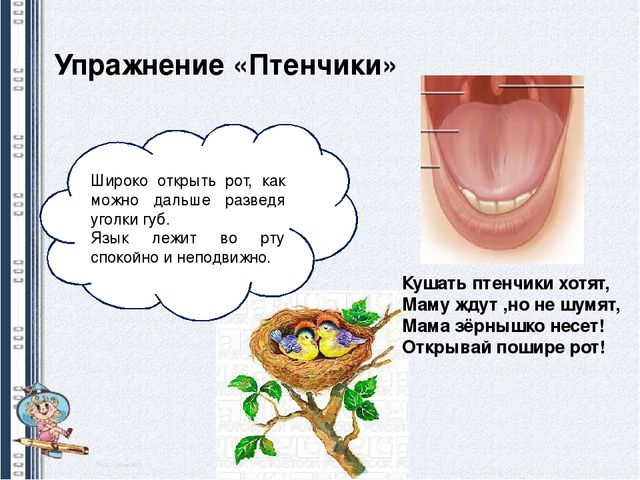 Упражнение «Птенчики»
Широко открыть рот, как
можно дальше разведя
уголки губ.
Язык лежит во рту
спокойно и неподвижно.
Кушать птенчики хотят,
Маму ждут ,но не шумят,
Мама зёрнышко несет!
Открывай пошире рот!